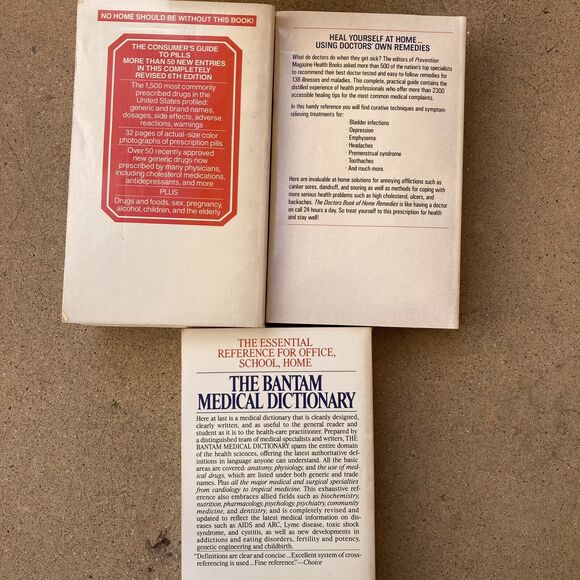 NO HOME SHOULD BE WITHOUT THIS BOOK!
THE CONSUMER'S GUIDE
TO PILLS
MORE THAN 50 NEW ENTRIES
IN THIS COMPLETELY
REVISED 6TH EDITION
The 1,500 most commonly
prescribed drugs in the
United States profiled:
generic and brand names,
dosages, side effects, adverse
reactions, warnings
32 pages of actual-size color
photographs of prescription pills
Over 50 recently approved
new generic drugs now
prescribed by many physicians,
including cholesterol medications,
antidepressants, and more
PLUS
Drugs and foods, sex, pregnancy,
alcohol, children, and the elderly
HEAL YOURSELF AT HOME...
USING DOCTORS' OWN REMEDIES
What do doctors do when they get sick? The editors of Prevention
Magazine Health Books asked more than 500 of the nation's top specialists
to recommend their best doctor-tested and easy-to-follow remedies for
138 illnesses and maladies. This complete, practical guide contains the
distilled experience of health professionals who offer more than 2300
accessible healing tips for the most common medical complaints.
In this handy reference you will find curative techniques and symptom-
relieving treatments for:
Bladder infections
Depression
Emphysema
Headaches
Premenstrual syndrome
Toothaches
And much more.
Here are invaluable at-home solutions for annoying afflictions such as
canker sores, dandruff, and snoring as well as methods for coping with
more serious health problems such as high cholesterol, ulcers, and
backaches. The Doctors Book of Home Remedies is like having a doctor
on call 24 hours a day. So treat yourself to this prescription for health
and stay well!
THE ESSENTIAL
REFERENCE FOR OFFICE,
SCHOOL, HOME
THE BANTAM
MEDICAL DICTIONARY
Here at last is a medical dictionary that is cleanly designed,
clearly written, and as useful to the general reader and
student as it is to the health-care practitioner. Prepared by
a distinguished team of medical specialists and writers, THE
BANTAM MEDICAL DICTIONARY spans the entire domain
of the health sciences, offering the latest authoritative def-
initions in language anyone can understand. All the basic
areas are covered: anatomy, physiology, and the use of med-
ical drugs, which are listed under both generic and trade
names. Plus all the major medical and surgical specialties
from cardiology to tropical medicine. This exhaustive refer-
ence also embraces allied fields such as biochemistry,
nutrition, pharmacology, psychology, psychiatry, community
medicine, and dentistry; and is completely revised and
updated to reflect the latest medical information on dis-
eases such as AIDS and ARC, Lyme disease, toxic shock
syndrome, and cystitis, as well as new developments in
addictions and eating disorders, fertility and potency,
genetic engineering and childbirth.
"Definitions are clear and concise...Excellent system of cross-
referencing is used...Fine reference."—Choice